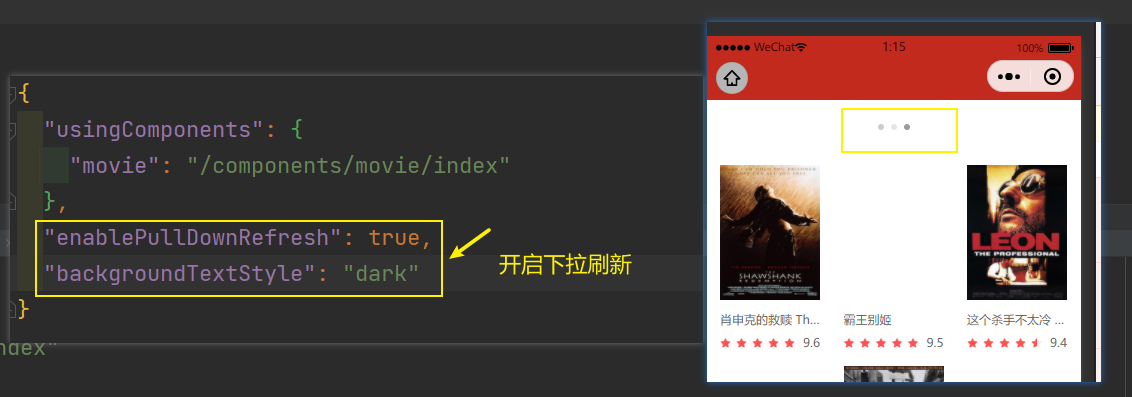 {
"usingComponents": {
"movie": "/components/movie/index"
},
"enablePullDownRefresh": true,
"backgroundTextStyle": "dark"
}
开启下拉刷新
ndex"
WeChat
1:15
100%
THE
SHAWSHANK
REDEMPTION
LEON
THE PROFESSIONAL
肖申克的救赎 Th...
霸王别姬
这个杀手不太冷 ...
9.6
9.5
9.4